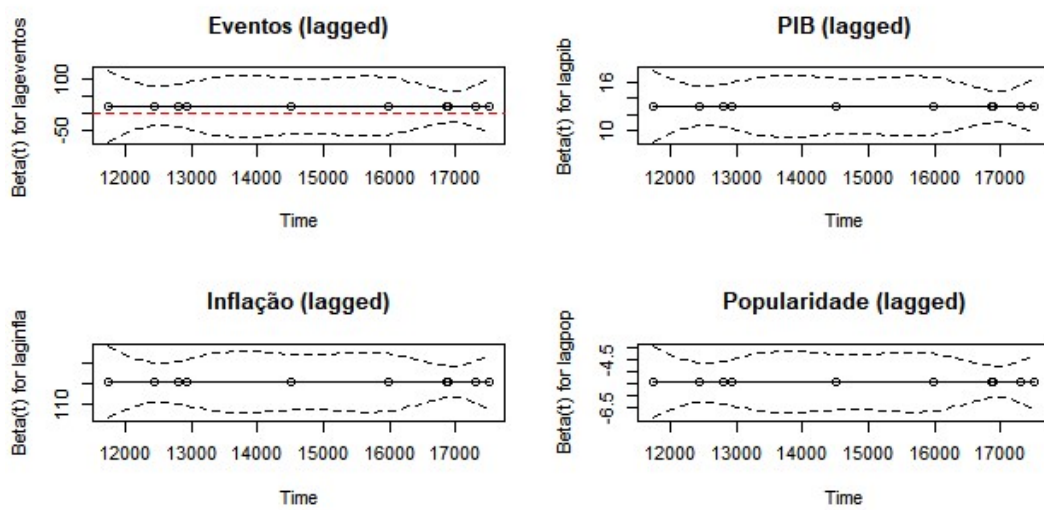 Eventos (lagged)
Beta(t) for lageventos
100
-50
12000 13000 14000 15000 16000 17000
Time
PIB (lagged)
Beta(t) for lagpib
16
10
12000 13000 14000 15000 16000 17000
Time
Inflação (lagged)
Beta(t) for laginfla
110
12000 13000 14000 15000 16000 17000
Time
Popularidade (lagged)
Beta(t) for lagpop
-4.5
-6.5
12000 13000 14000 15000 16000 17000
Time